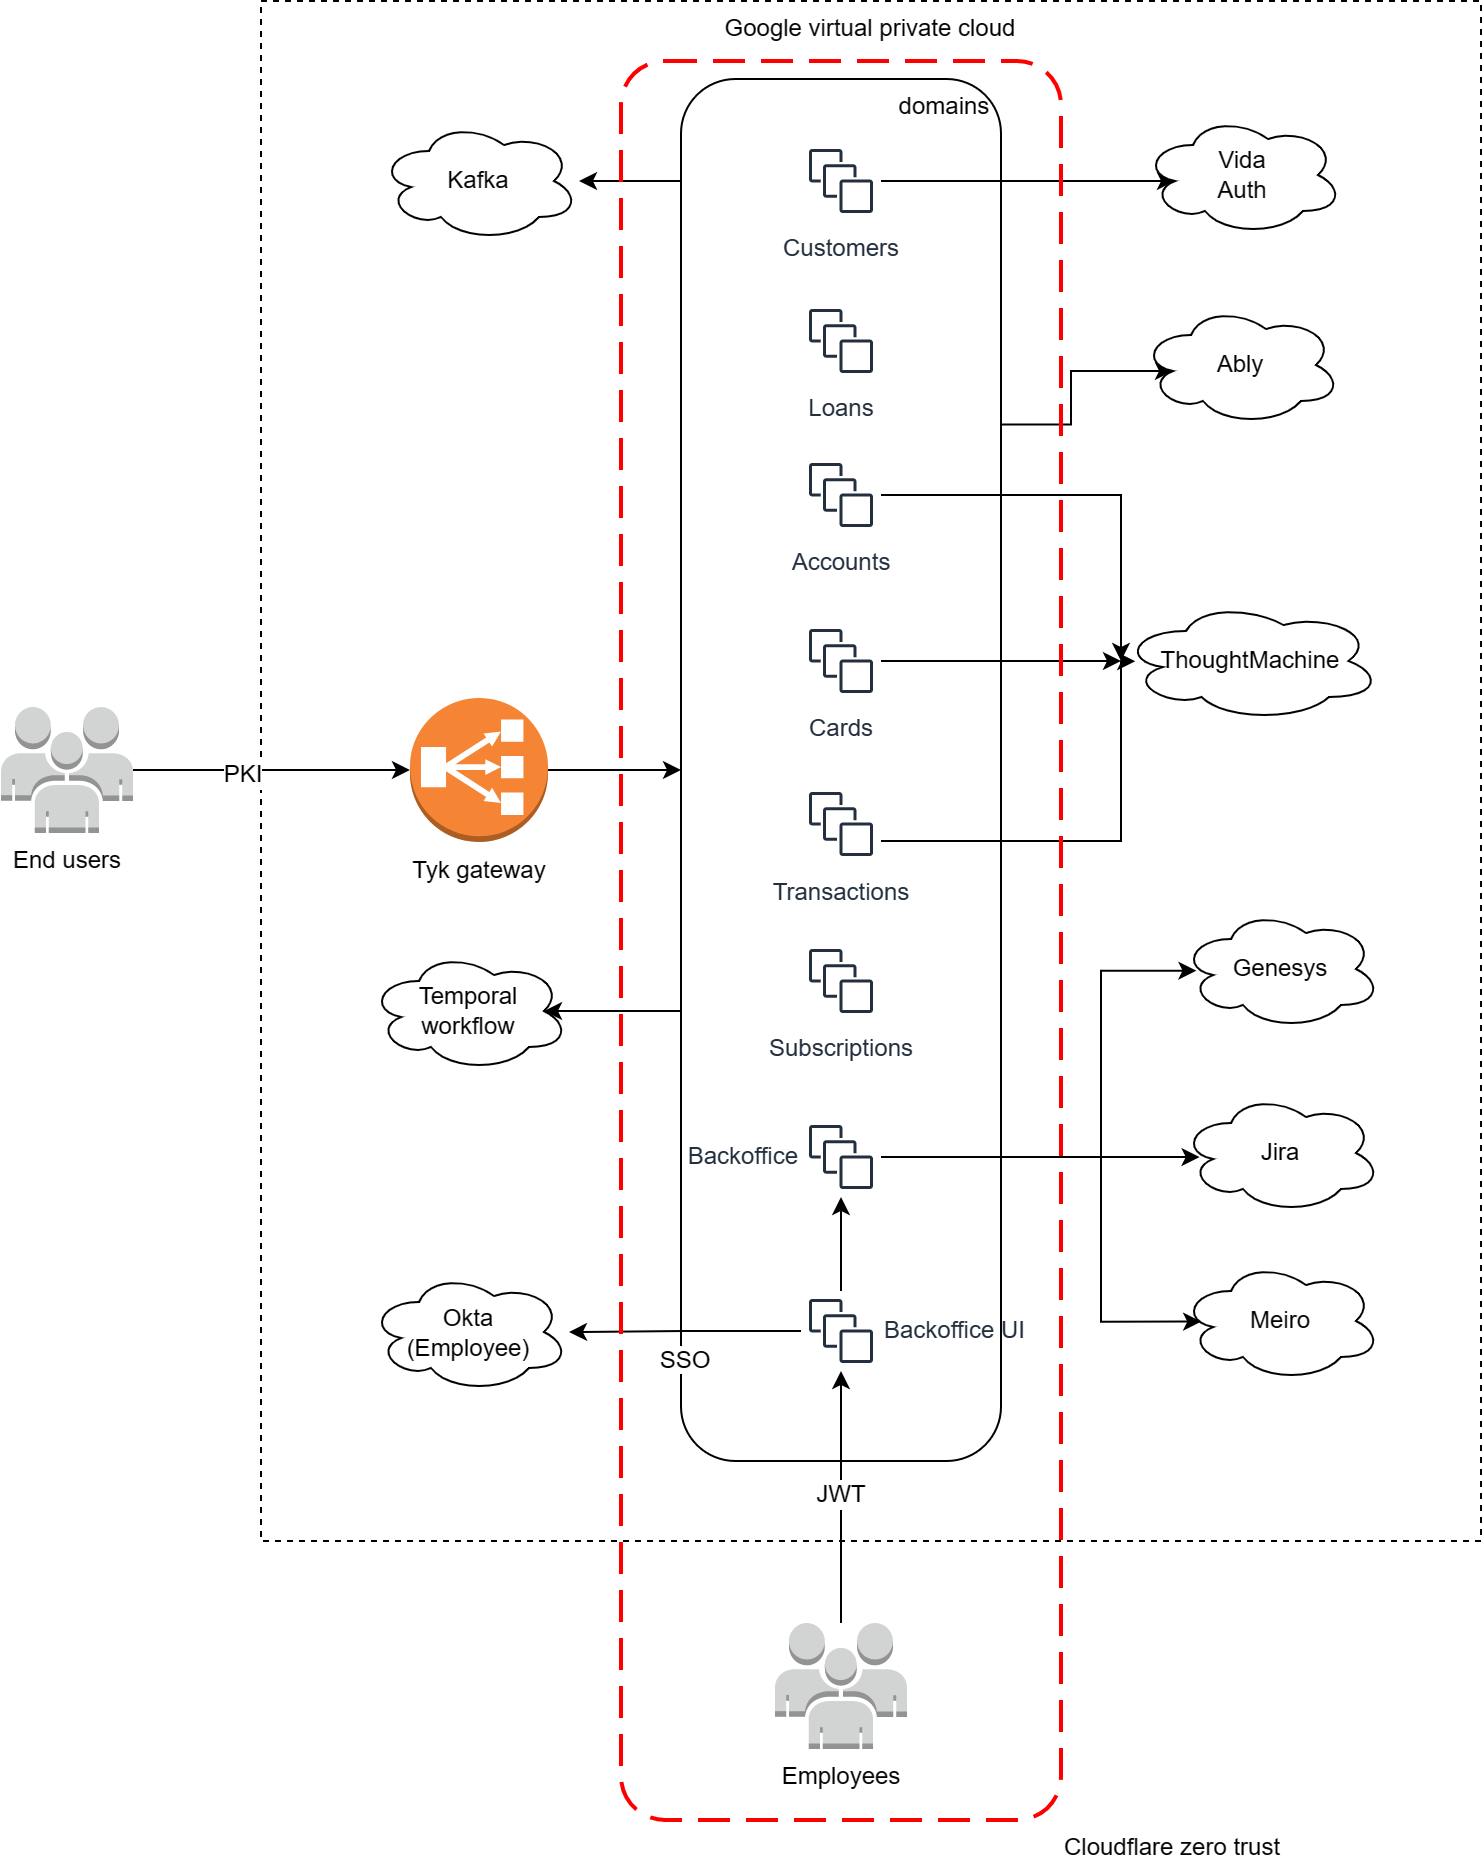 Google virtual private cloud
domains
Kafka
Customers
Vida
Auth
Loans
Ably
Accounts
Cards
ThoughtMachine
PKI
End users
Tyk gateway
Transactions
Temporal
workflow
Subscriptions
Genesys
Backoffice
Jira
Okta
(Employee)
SSO
Backoffice UI
Meiro
JWT
Employees
Cloudflare zero trust